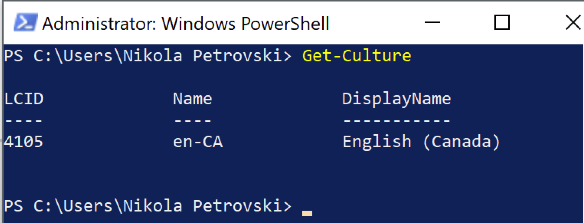 Administrator: Windows PowerShell
PS C:\Users\Nikola Petrovski> Get-Culture
LCID Name DisplayName
---- ---- -----------
4105 en-CA English (Canada)
PS C:\Users\Nikola Petrovski>